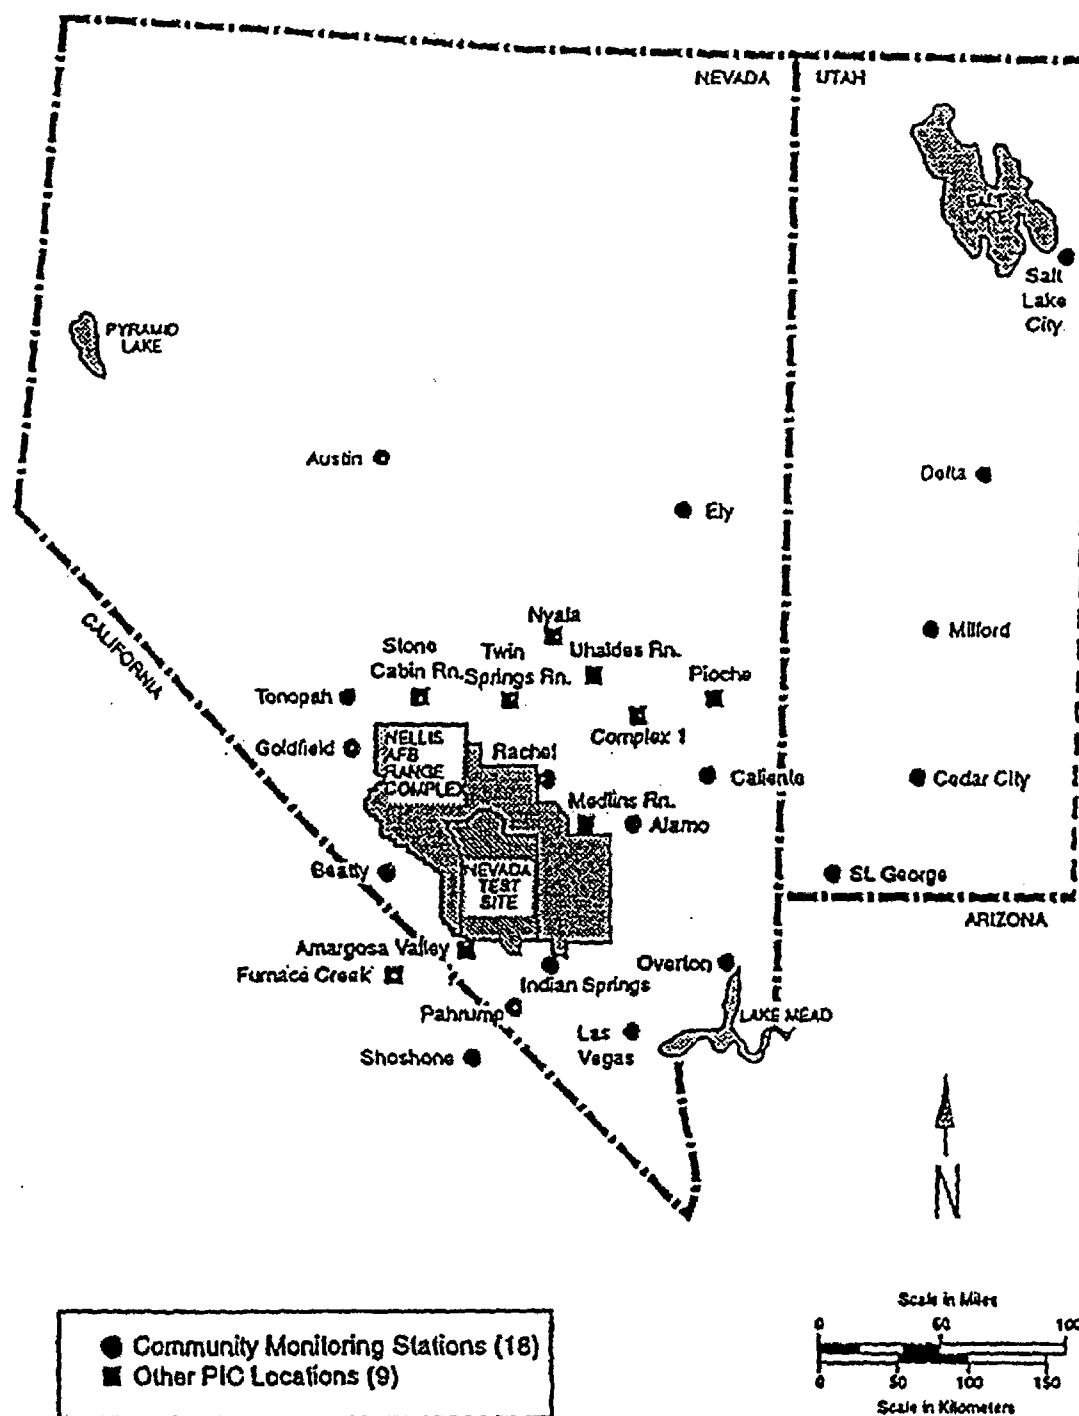 NEVADA
UTAH
SALT
LAKE
Salt
Lake
City
PYRAMID
LAKE
Austin
Delta
Ely
CALIFORNIA
Nyala
Milford
Stone
Cabin Rn.
Twin
Springs Rn.
Uhaldes Rn.
Pioche
Tonopah
Complex 1
Goldfield
NELLIS
AFB
RANGE
COMPLEX
Rachel
Caliente
Cedar City
Medlins Rn.
Alamo
Beatty
NEVADA
TEST
SITE
St. George
ARIZONA
Amargosa Valley
Furnace Creek
Indian Springs
Overton
Pahrump
LAKE MEAD
Las
Vegas
Shoshone
N
Community Monitoring Stations (18)
Other PIC Locations (9)
Scale in Miles
0 50 100
0 50 100 150
Scale in Kilometers